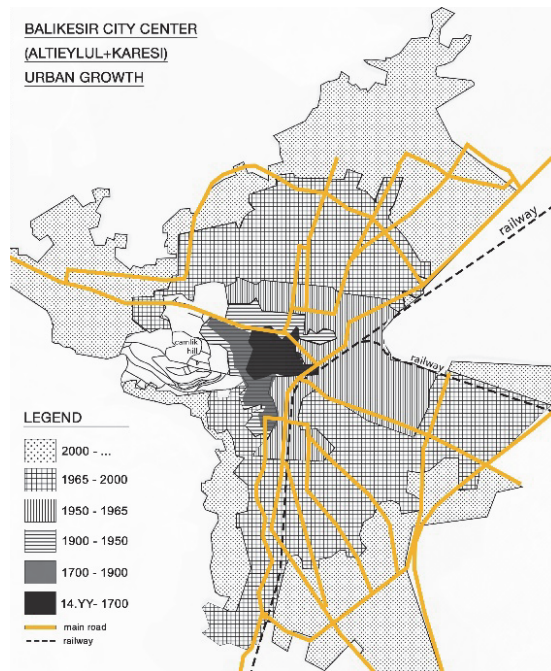 BALIKESIR CITY CENTER
(ALTIEYLUL+KARESI)
URBAN GROWTH
railway
camlik
hill
railway
LEGEND
2000 - ...
1965 - 2000
1950 - 1965
1900 - 1950
1700 - 1900
14.YY- 1700
main road
railway